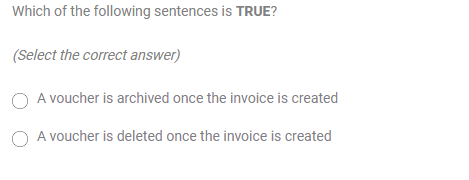 Which of the following sentences is TRUE?
(Select the correct answer)
A voucher is archived once the invoice is created
A voucher is deleted once the invoice is created